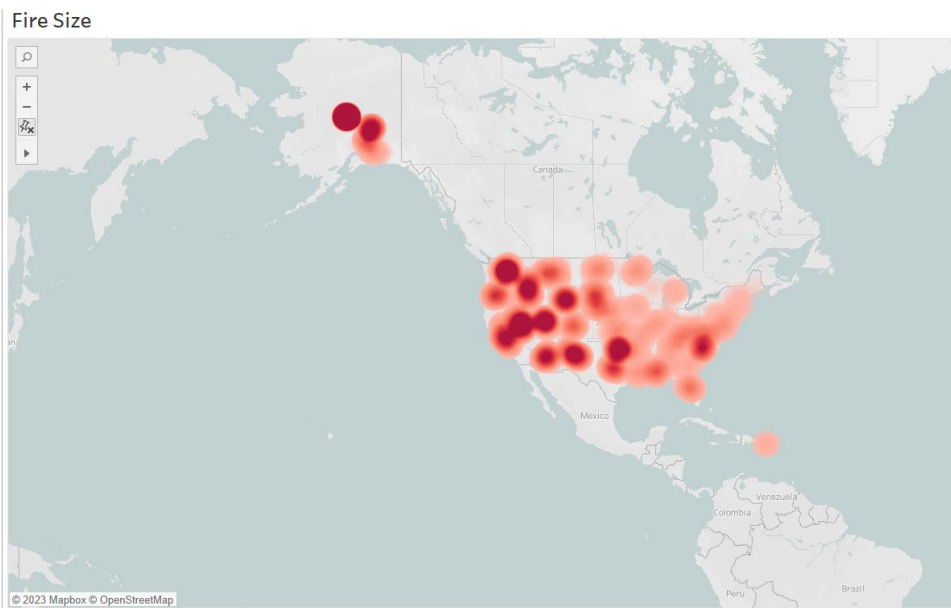 Fire Size
Canada
Mexico
Venezuela
Colombia
Peru
Brazil
© 2023 Mapbox © OpenStreetMap